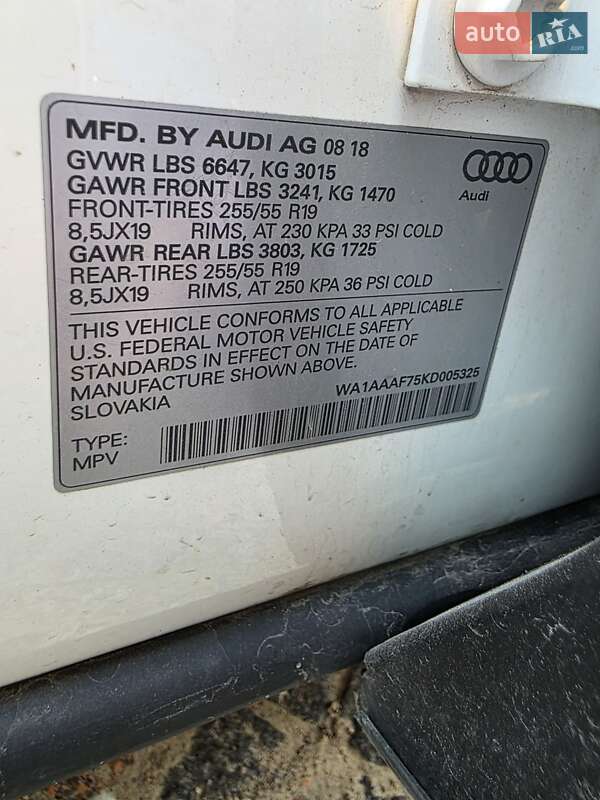 auto RIA .com
MFD. BY AUDI AG 08 18
GVWR LBS 6647, KG 3015
GAWR FRONT LBS 3241, KG 1470
FRONT-TIRES 255/55 R19
8,5JX19 RIMS, AT 230 KPA 33 PSI COLD
GAWR REAR LBS 3803, KG 1725
REAR-TIRES 255/55 R19
8,5JX19 RIMS, AT 250 KPA 36 PSI COLD
Audi
THIS VEHICLE CONFORMS TO ALL APPLICABLE
U.S. FEDERAL MOTOR VEHICLE SAFETY
STANDARDS IN EFFECT ON THE DATE OF
MANUFACTURE SHOWN ABOVE.
SLOVAKIA
WA1AAAF75KD005325
TYPE:
MPV